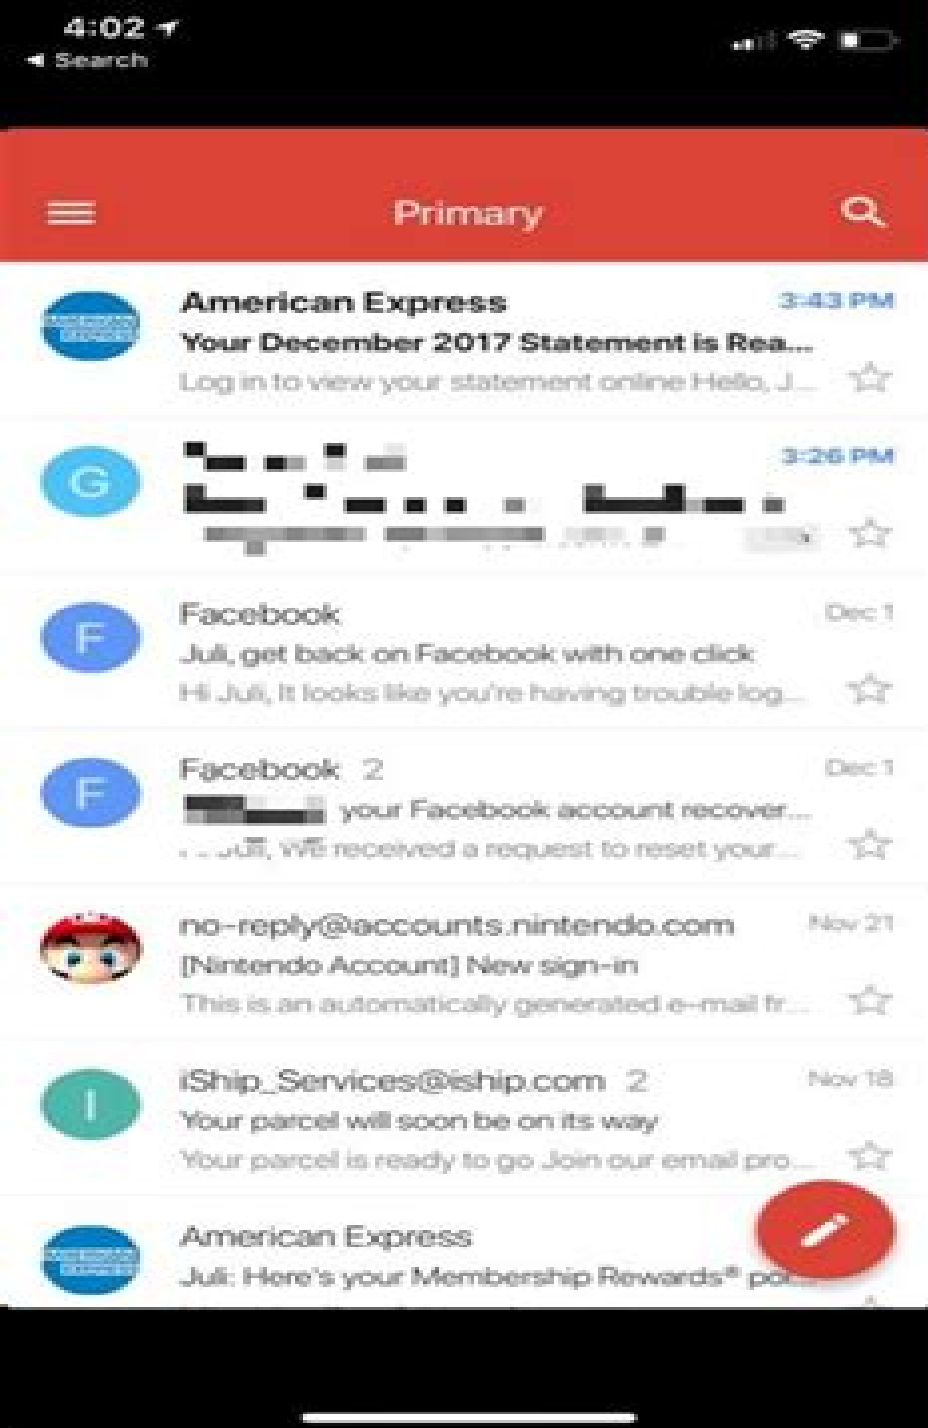 4:02
Search
Primary
American Express
3:43 PM
Your December 2017 Statement is Rea...
Log in to view your statement online Hello, J...
G
3:26 PM
F
Facebook
Dec 1
Juli, get back on Facebook with one click
Hi Juli, It looks like you're having trouble log...
F
Facebook 2
Dec 1
your Facebook account recover...
Juli, We received a request to reset your...
no-reply@accounts.nintendo.com
Nov 21
[Nintendo Account] New sign-in
This is an automatically generated e-mail fr...
I
iShip_Services@iship.com 2
Nov 18
Your parcel will soon be on its way
Your parcel is ready to go Join our email pro...
American Express
Juli: Here's your Membership Rewards®